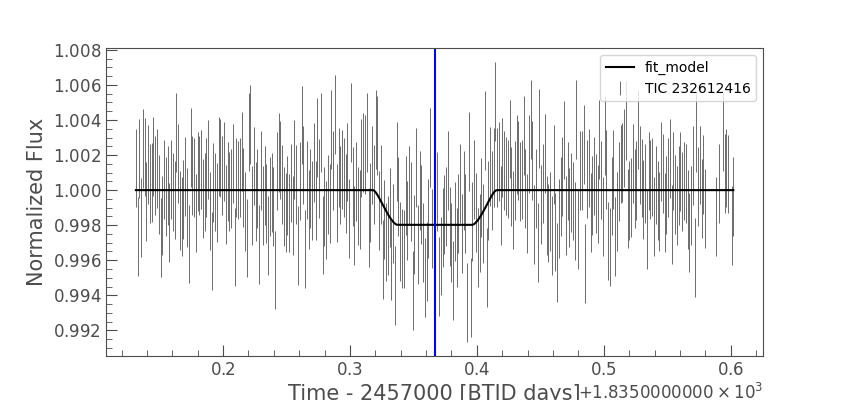 1.008
1.006
1.004
1.002
1.000
0.998
0.996
0.994
0.992
Normalized Flux
fit_model
TIC 232612416
0.2 0.3 0.4 0.5 0.6
Time - 2457000 [BTJD days]
+1.8350000000 × 10³